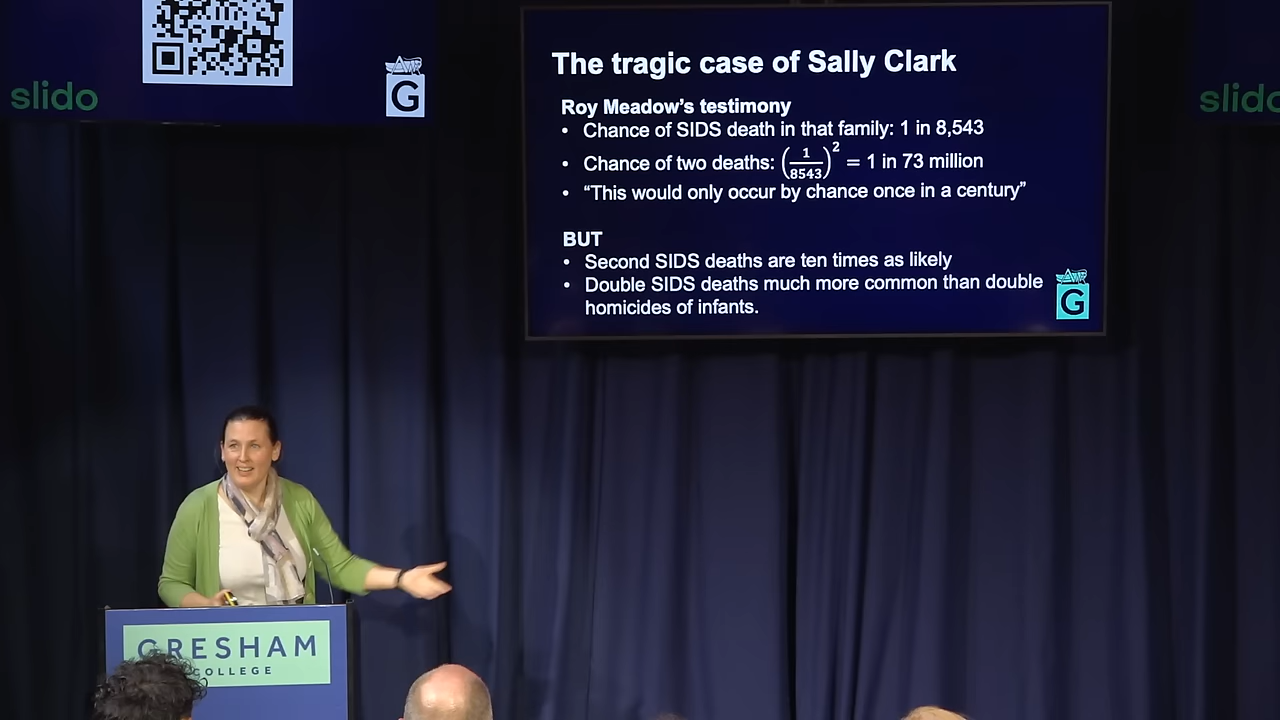 slido
G
The tragic case of Sally Clark
Roy Meadow's testimony
• Chance of SIDS death in that family: 1 in 8,543
• Chance of two deaths: (1/8543)² = 1 in 73 million
• “This would only occur by chance once in a century”
BUT
• Second SIDS deaths are ten times as likely
• Double SIDS deaths much more common than double
homicides of infants.
G
slido
GRESHAM
COLLEGE